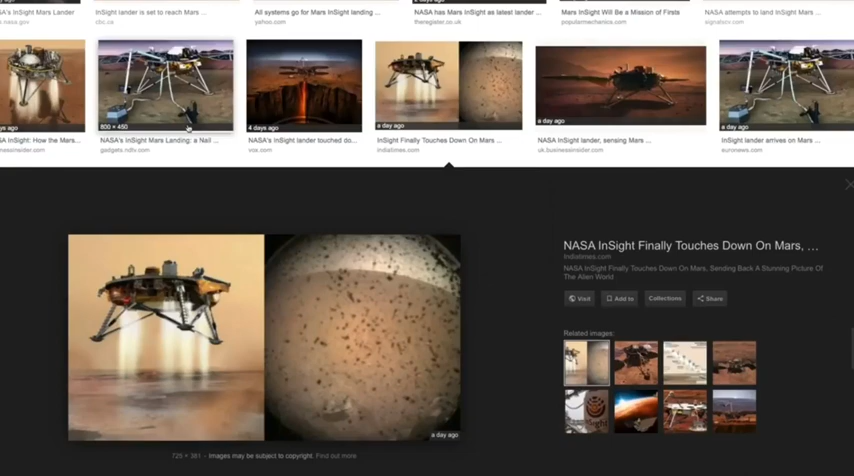 A's InSight Mars Lander
s.nasa.gov
InSight lander is set to reach Mars ...
cbc.ca
All systems go for Mars InSight landing ...
yahoo.com
NASA has Mars InSight as latest lander ...
theregister.co.uk
Mars InSight Will Be a Mission of Firsts
popularmechanics.com
NASA attempts to land InSight Mars ...
ys ago
800 × 450
4 days ago
a day ago
a day ago
a day ago
A InSight: How the Mars...
NASA's InSight Mars Landing: a Nail ...
gadgets.ndtv.com
NASA's InSight lander touched do...
vox.com
InSight Finally Touches Down On Mars ...
indiatimes.com
NASA InSight lander, sensing Mars ...
uk.businessinsider.com
InSight lander arrives on Mars ...
euronews.com
NASA InSight Finally Touches Down On Mars, ...
Indiatimes.com
NASA InSight Finally Touches Down On Mars, Sending Back A Stunning Picture Of
The Alien World
Visit
Add to
Collections
Share
Related images:
a day ago
725 × 381 - Images may be subject to copyright. Find out more